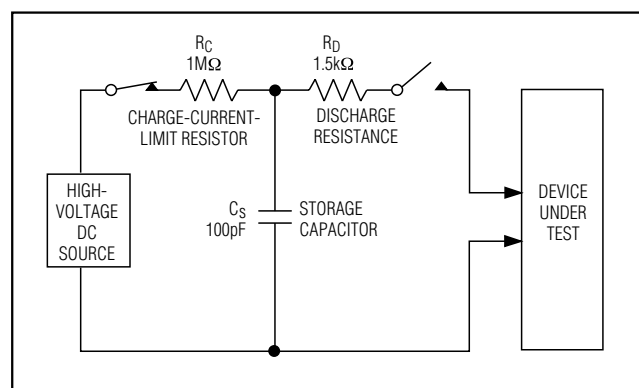 R_C
1MΩ
CHARGE-CURRENT-
LIMIT RESISTOR
R_D
1.5kΩ
DISCHARGE
RESISTANCE
HIGH-
VOLTAGE
DC
SOURCE
C_S
100pF
STORAGE
CAPACITOR
DEVICE
UNDER
TEST